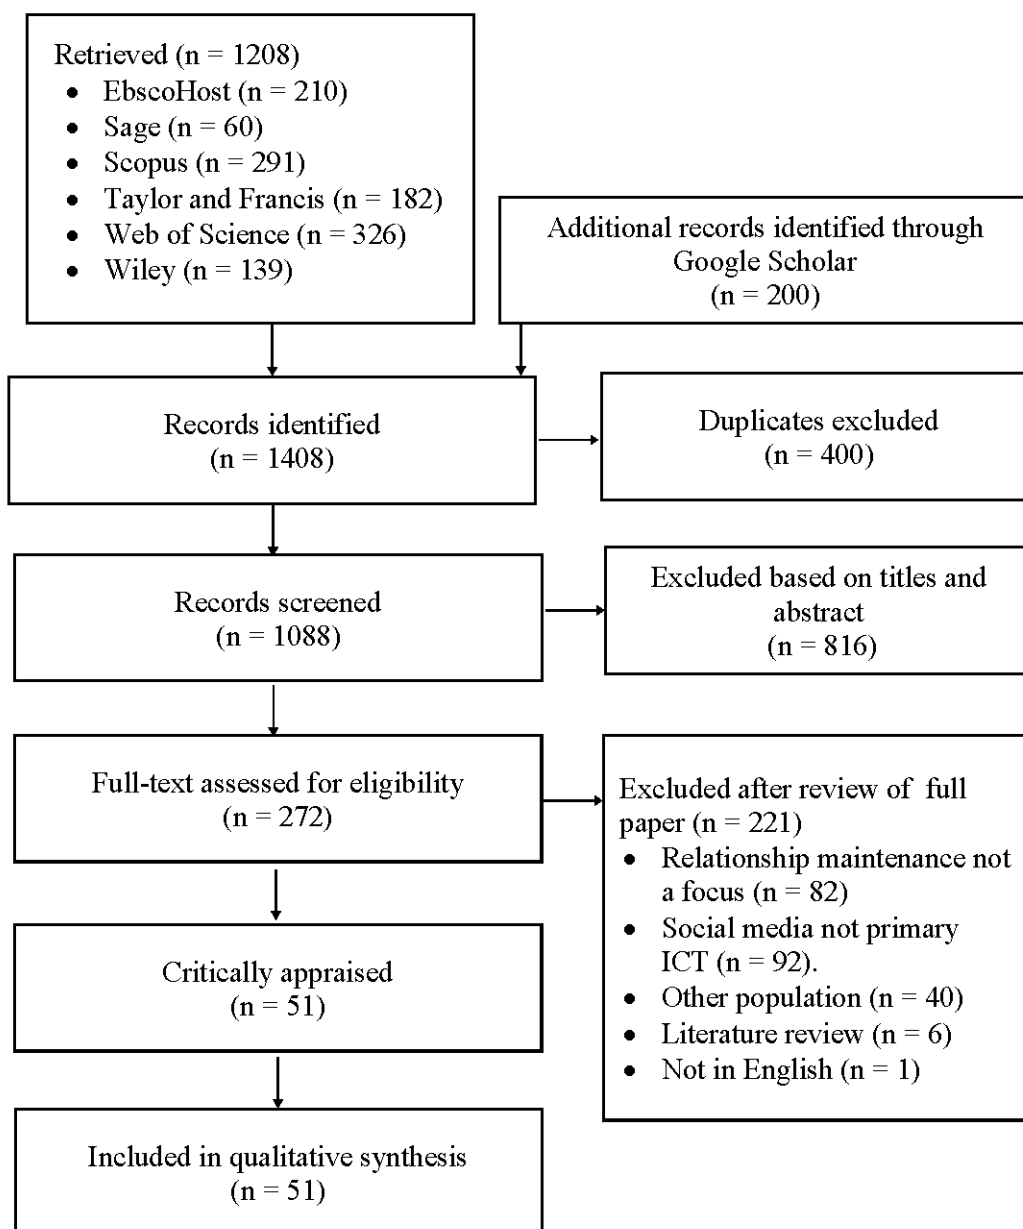 Retrieved (n = 1208)
• EbscoHost (n = 210)
• Sage (n = 60)
• Scopus (n = 291)
• Taylor and Francis (n = 182)
• Web of Science (n = 326)
• Wiley (n = 139)
Additional records identified through
Google Scholar
(n = 200)
Records identified
(n = 1408)
Duplicates excluded
(n = 400)
Records screened
(n = 1088)
Excluded based on titles and
abstract
(n = 816)
Full-text assessed for eligibility
(n = 272)
Excluded after review of full
paper (n = 221)
• Relationship maintenance not
a focus (n = 82)
• Social media not primary
ICT (n = 92).
• Other population (n = 40)
• Literature review (n = 6)
• Not in English (n = 1)
Critically appraised
(n = 51)
Included in qualitative synthesis
(n = 51)